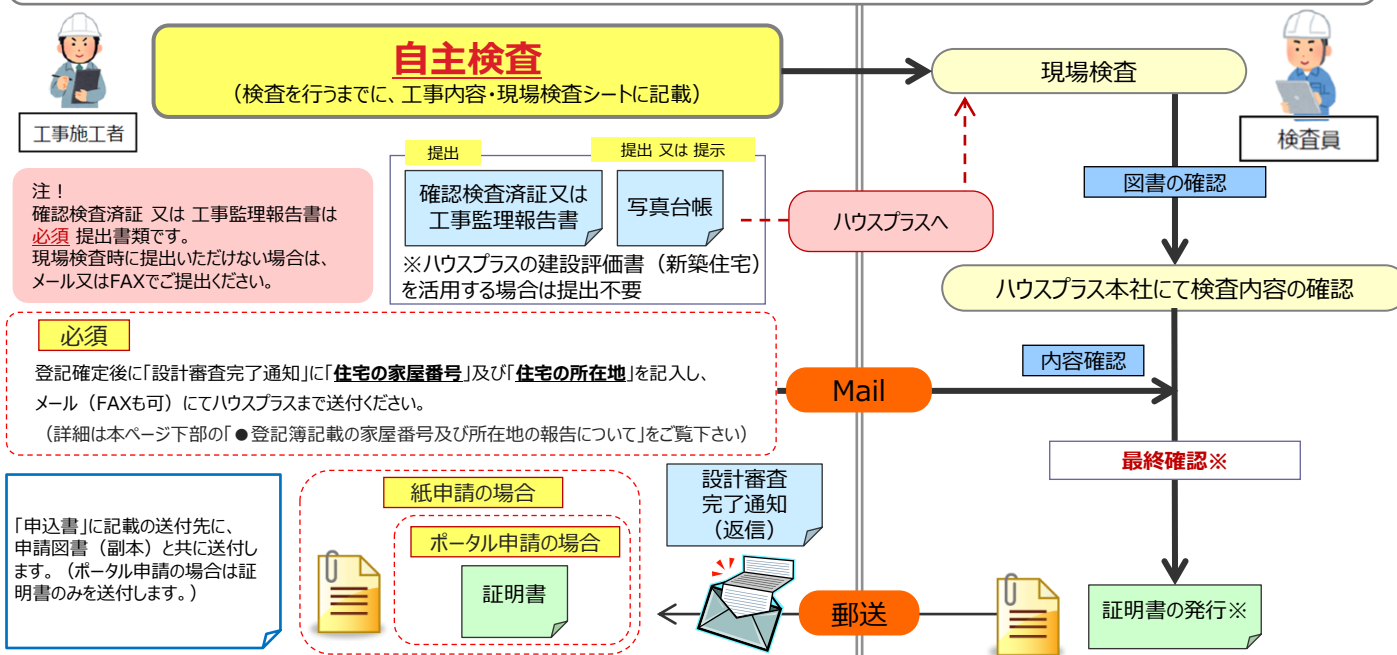 自主検査
（検査を行うまでに、工事内容・現場検査シートに記載）
工事施工者
現場検査
検査員
提出
提出 又は 提示
確認検査済証又は
工事監理報告書
写真台帳
※ハウスプラスの建設評価書（新築住宅）
を活用する場合は提出不要
ハウスプラスへ
図書の確認
注！
確認検査済証 又は 工事監理報告書は
必須 提出書類です。
現場検査時に提出いただけない場合は、
メール又はFAXでご提出ください。
ハウスプラス本社にて検査内容の確認
必須
登記確定後に「設計審査完了通知」に「住宅の家屋番号」及び「住宅の所在地」を記入し、
メール（FAXも可）にてハウスプラスまで送付ください。
（詳細は本ページ下部の「●登記簿記載の家屋番号及び所在地の報告について」をご覧下さい）
Mail
内容確認
最終確認※
「申込書」に記載の送付先に、
申請図書（副本）と共に送付し
ます。（ポータル申請の場合は証
明書のみを送付します。）
紙申請の場合
ポータル申請の場合
証明書
設計審査
完了通知
（返信）
郵送
証明書の発行※